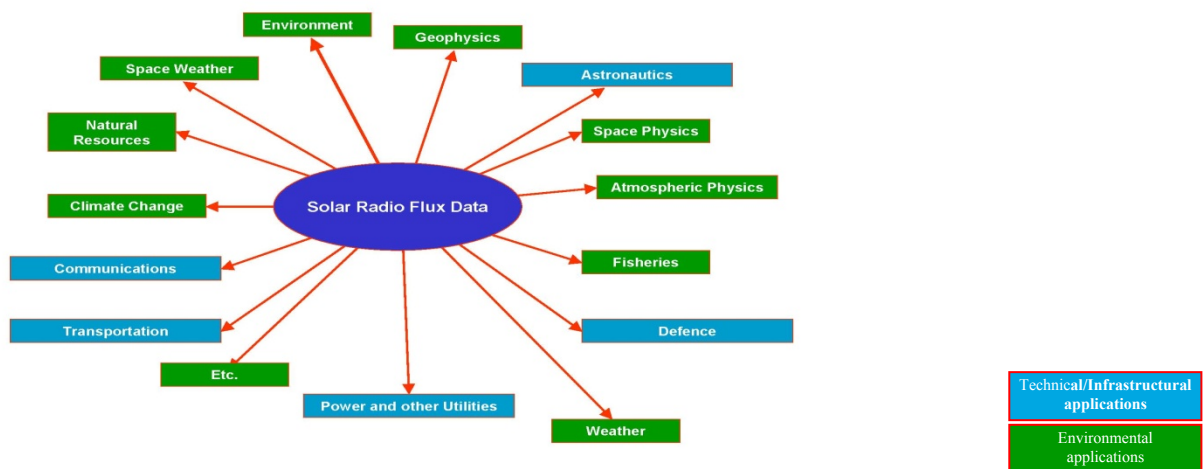 Environment
Geophysics
Space Weather
Astronautics
Natural
Resources
Space Physics
Atmospheric Physics
Climate Change
Solar Radio Flux Data
Communications
Fisheries
Transportation
Defence
Etc.
Power and other Utilities
Weather
Technical/Infrastructural
applications
Environmental
applications